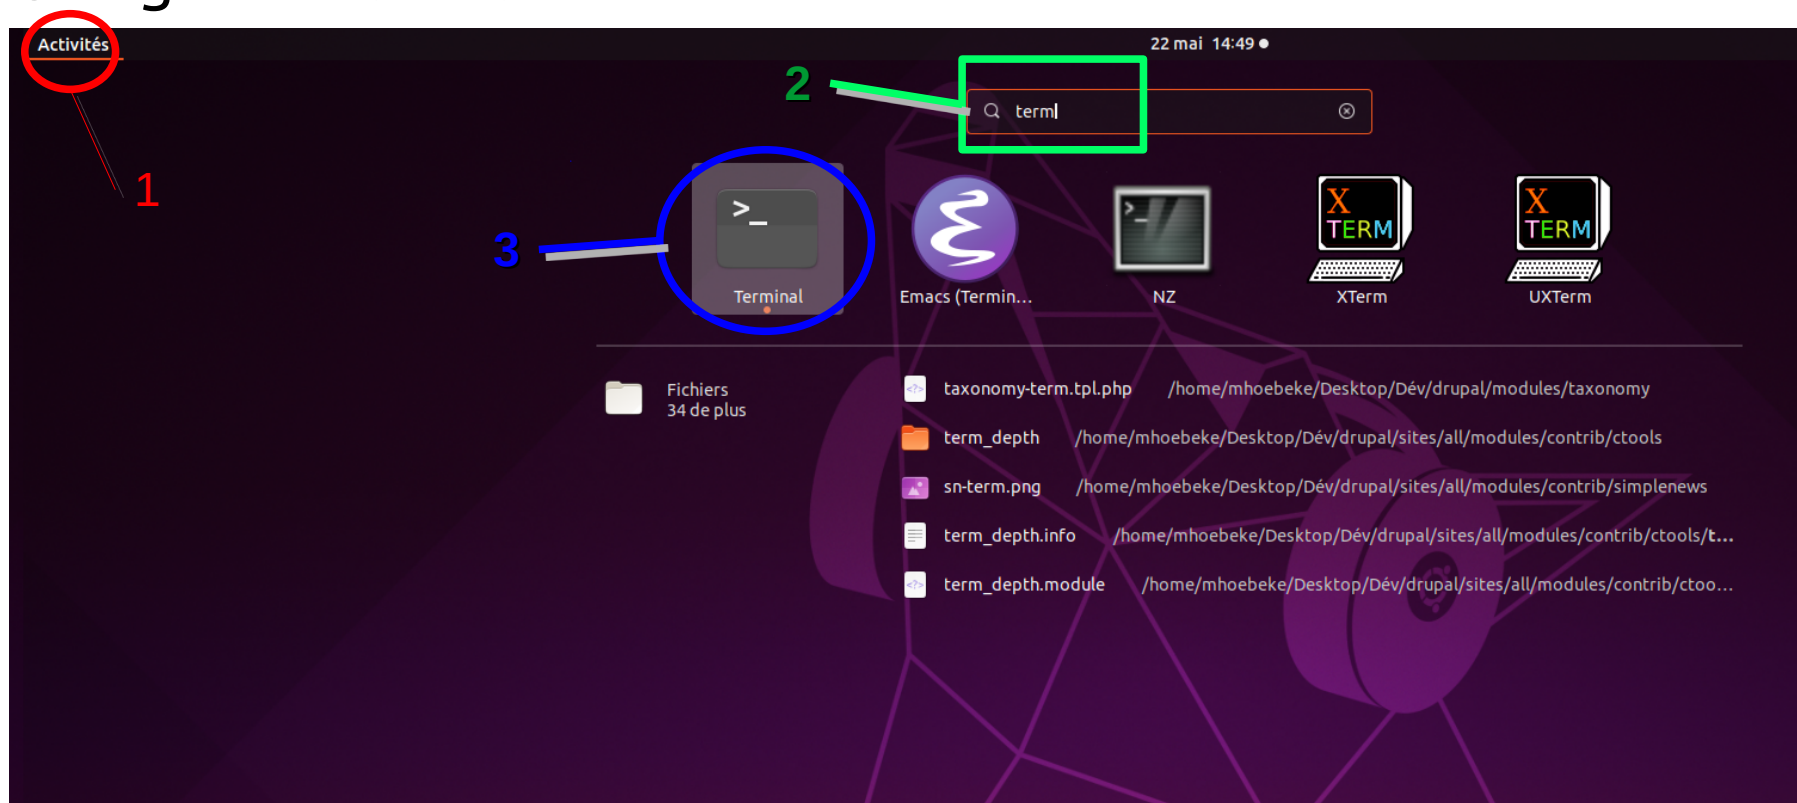 Activités
22 mai 14:49
2
term
1
3
>_
>_
X
TERM
X
TERM
Terminal
Emacs (Termin...
NZ
XTerm
UXTerm
Fichiers
34 de plus
taxonomy-term.tpl.php /home/mhoebeke/Desktop/Dév/drupal/modules/taxonomy
term_depth /home/mhoebeke/Desktop/Dév/drupal/sites/all/modules/contrib/ctools
sn-term.png /home/mhoebeke/Desktop/Dév/drupal/sites/all/modules/contrib/simplenews
term_depth.info /home/mhoebeke/Desktop/Dév/drupal/sites/all/modules/contrib/ctools/t...
term_depth.module /home/mhoebeke/Desktop/Dév/drupal/sites/all/modules/contrib/ctoo...